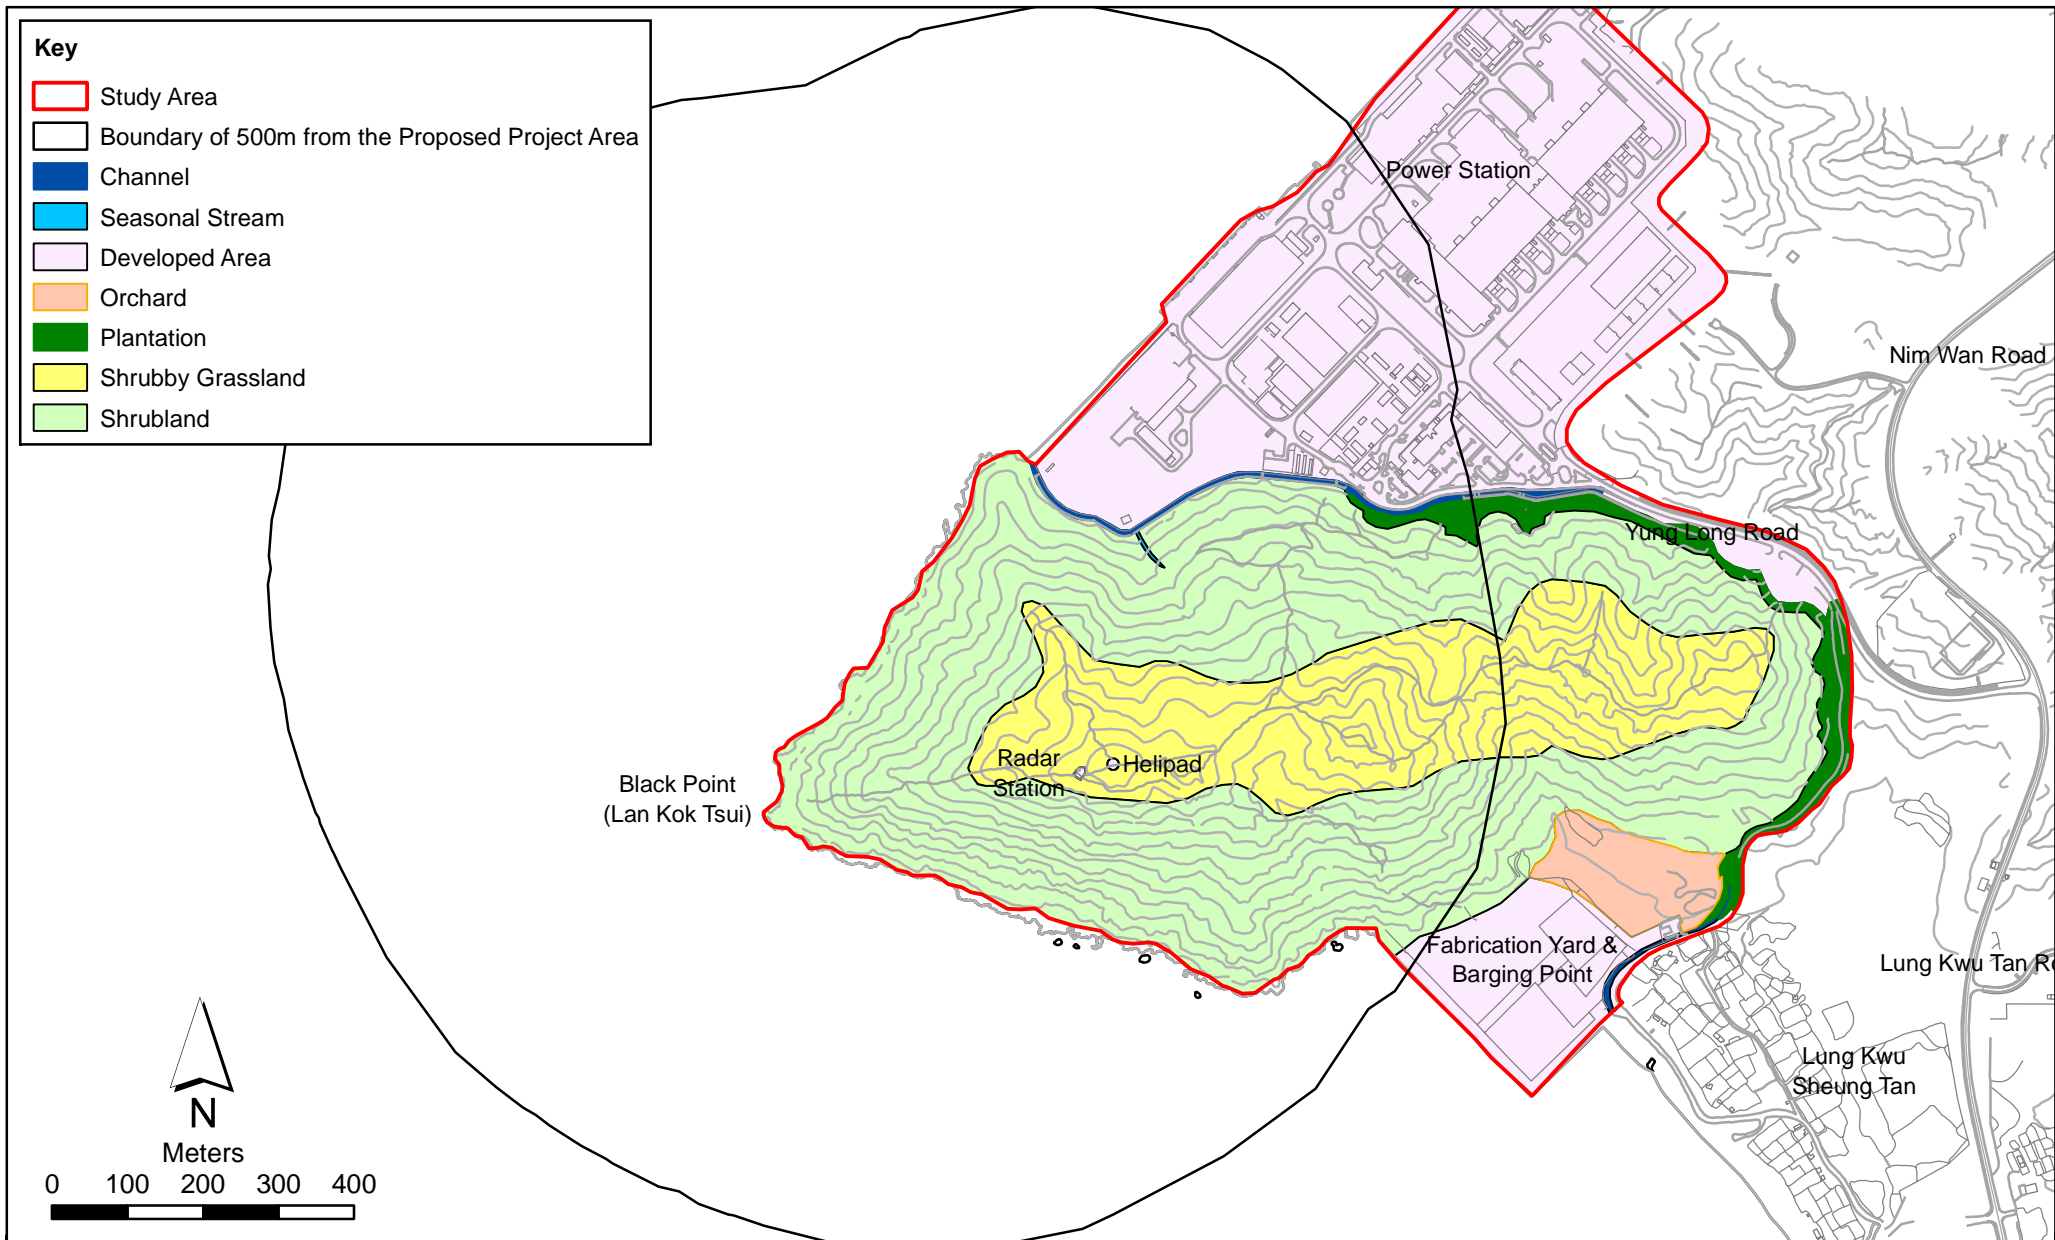 Key
Study Area
Boundary of 500m from the Proposed Project Area
Channel
Seasonal Stream
Developed Area
Orchard
Plantation
Shrubby Grassland
Shrubland
Power Station
Nim Wan Road
Yung Long Road
Radar
Station
Helipad
Black Point
(Lan Kok Tsui)
Fabrication Yard &
Barging Point
Lung Kwu Tan Ro
Lung Kwu
Sheung Tan
N
Meters
0 100 200 300 400